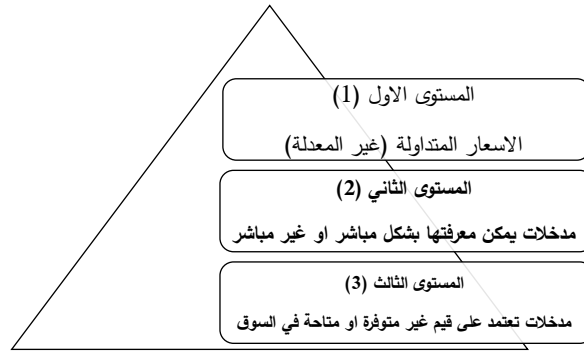 المستوى الاول (1)
الاسعار المتداولة (غير المعدلة)
المستوى الثاني (2)
مدخلات يمكن معرفتها بشكل مباشر او غير مباشر
المستوى الثالث (3)
مدخلات تعتمد على قيم غير متوفرة او متاحة في السوق